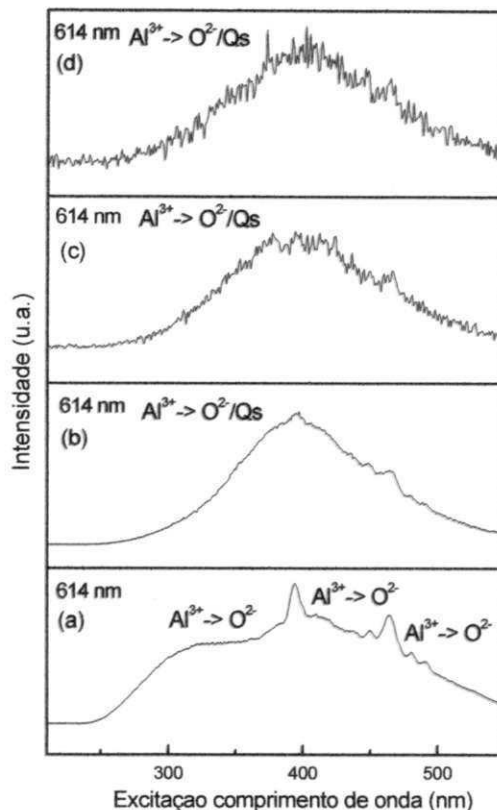 614 nm Al³⁺-> O²⁻/Qs
(d)
614 nm Al³⁺-> O²⁻/Qs
(c)
614 nm Al³⁺-> O²⁻/Qs
(b)
614 nm
(a)
Al³⁺-> O²⁻
Al³⁺-> O²⁻
Al³⁺-> O²⁻
Intensidade (u.a.)
300 400 500
Excitaçao comprimento de onda (nm)